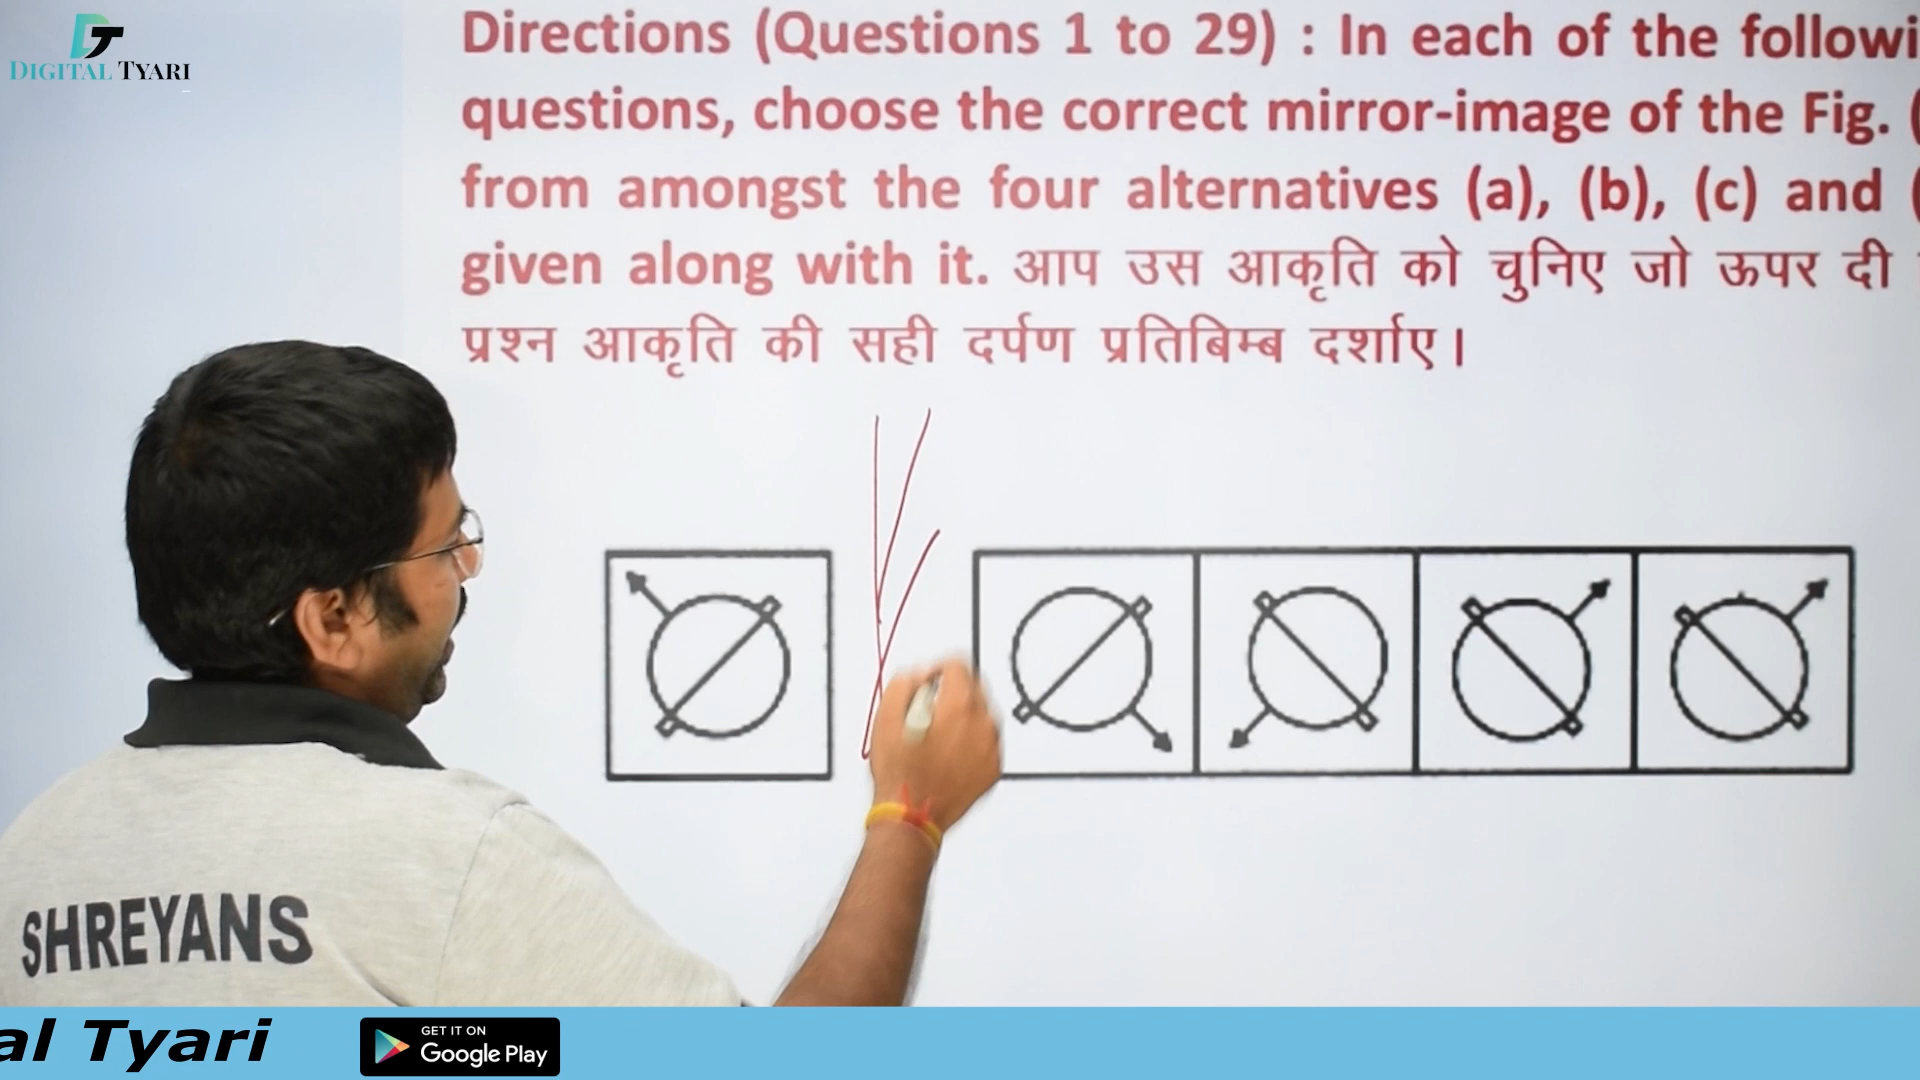 DT
DIGITAL TYARI
Directions (Questions 1 to 29) : In each of the followi
questions, choose the correct mirror-image of the Fig. (
from amongst the four alternatives (a), (b), (c) and (
given along with it. आप उस आकृति को चुनिए जो ऊपर दी
प्रश्न आकृति की सही दर्पण प्रतिबिम्ब दर्शाए।
SHREYANS
al Tyari
GET IT ON
Google Play